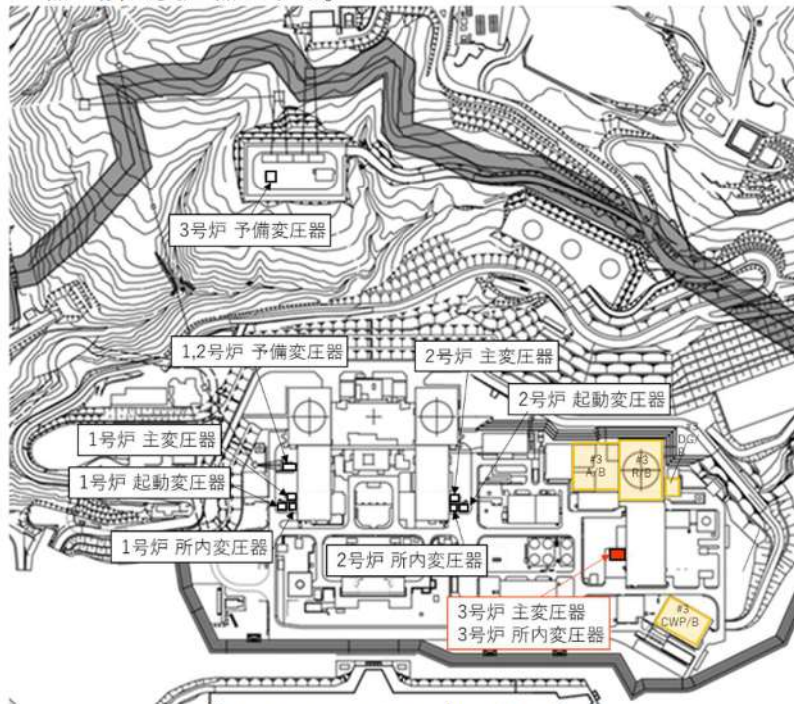 3号炉 予備変圧器
1,2号炉 予備変圧器
2号炉 主変圧器
2号炉 起動変圧器
1号炉 主変圧器
1号炉 起動変圧器
1号炉 所内変圧器
2号炉 所内変圧器
3号炉 主変圧器
3号炉 所内変圧器
#3
A/B
#3
R/B
DG/
#3
CWP/B